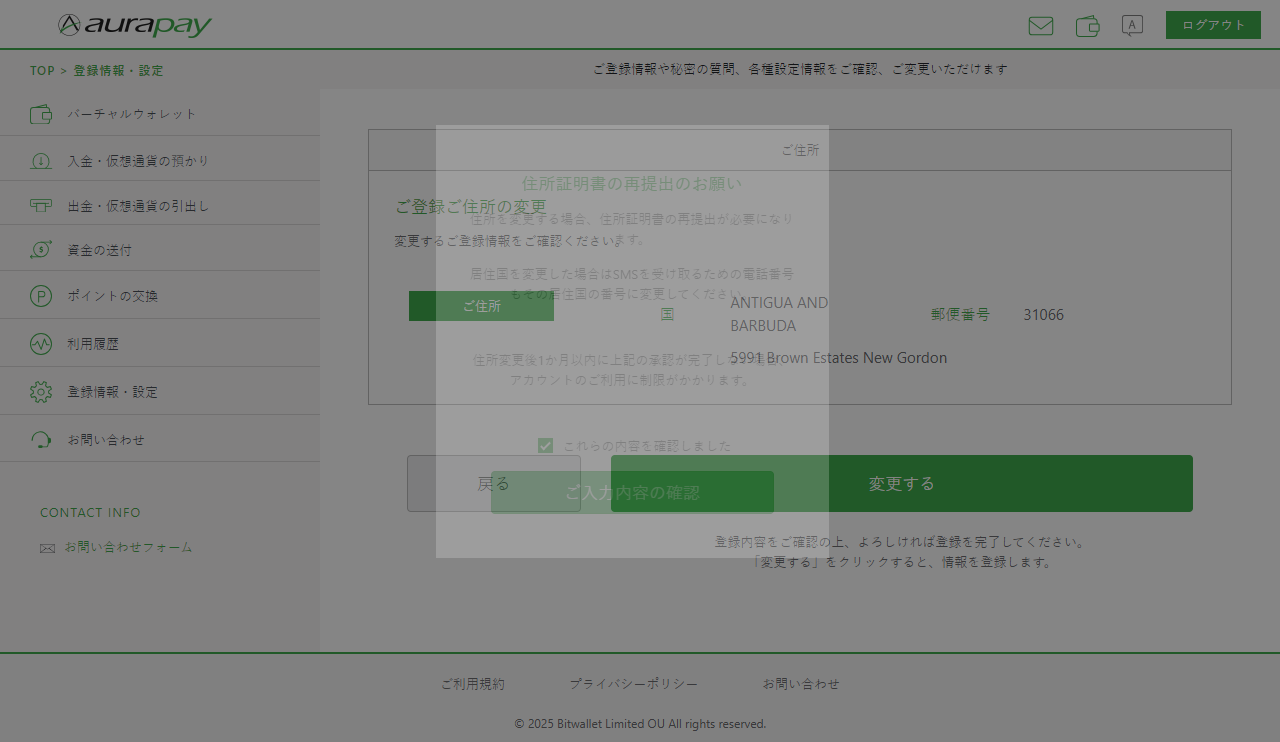 aurapay
A
ログアウト
TOP > 登録情報・設定
ご登録情報や秘密の質問、各種設定情報をご確認、ご変更いただけます
バーチャルウォレット
入金・仮想通貨の預かり
出金・仮想通貨の引出し
資金の送付
ポイントの交換
利用履歴
登録情報・設定
お問い合わせ
CONTACT INFO
お問い合わせフォーム
ご住所
住所証明書の再提出のお願い
ご登録ご住所の変更
住所を変更する場合、住所証明書の再提出が必要になり
ます。
変更するご登録情報をご確認ください。
居住国を変更した場合はSMSを受け取るための電話番号
もその居住国の番号に変更してください。
ご住所
国
ANTIGUA AND
BARBUDA
郵便番号
31066
5991 Brown Estates New Gordon
住所変更後1か月以内に上記の承認が完了し
アカウントのご利用に制限がかかります。
これらの内容を確認しました
戻る
ご入力内容の確認
変更する
登録内容をご確認の上、よろしければ登録を完了してください。
「変更する」をクリックすると、情報を登録します。
ご利用規約
プライバシーポリシー
お問い合わせ
© 2025 Bitwallet Limited OU All rights reserved.